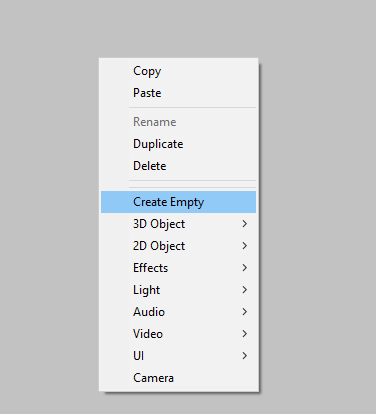 Copy
Paste
Rename
Duplicate
Delete
Create Empty
3D Object
2D Object
Effects
Light
Audio
Video
UI
Camera